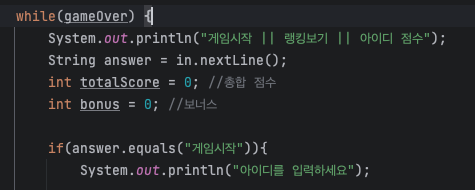 while(gameOver) {
System.out.println("게임시작 || 랭킹보기 || 아이디 점수");
String answer = in.nextLine();
int totalScore = 0; //총합 점수
int bonus = 0; //보너스
if(answer.equals("게임시작")){
System.out.println("아이디를 입력하세요");